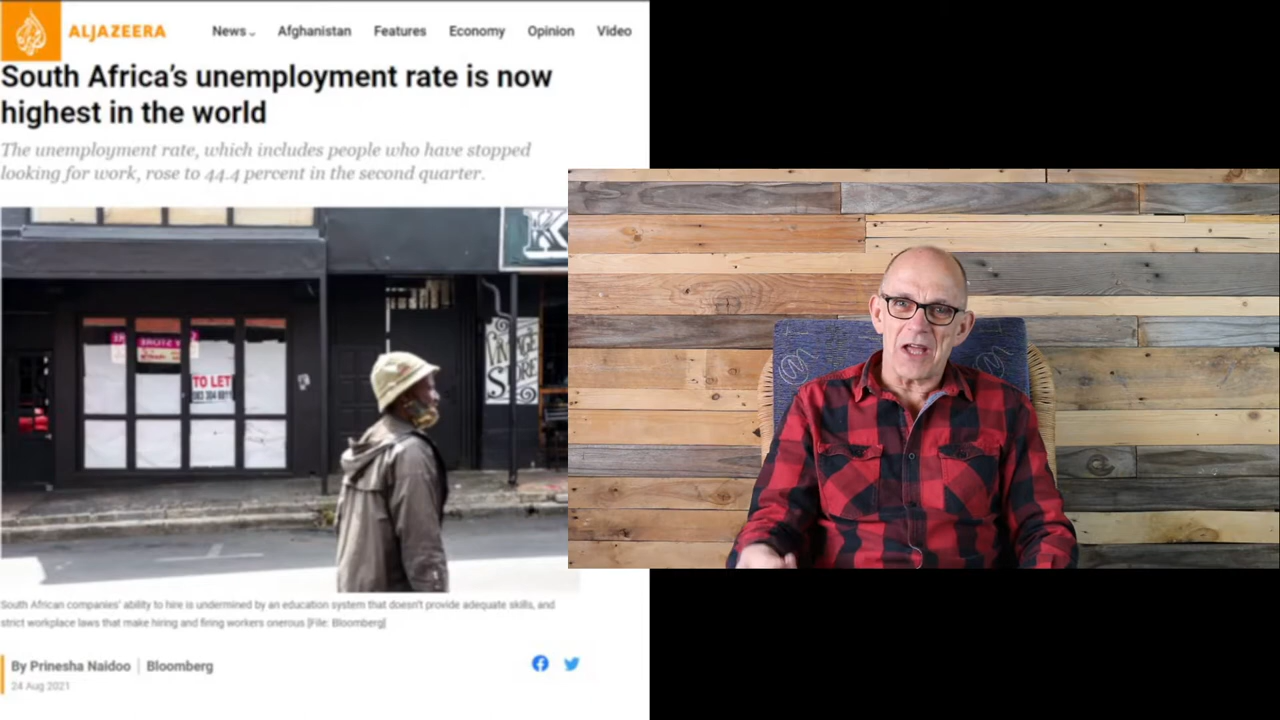 ALJAZEERA
News Afghanistan Features Economy Opinion Video
South Africa's unemployment rate is now
highest in the world
The unemployment rate, which includes people who have stopped
looking for work, rose to 44.4 percent in the second quarter.
K
TO LET
VINTAGE
STORE
South African companies' ability to hire is undermined by an education system that doesn't provide adequate skills, and
strict workplace laws that make hiring and firing workers onerous [File: Bloomberg]
By Prinesha Naidoo | Bloomberg
24 Aug 2021